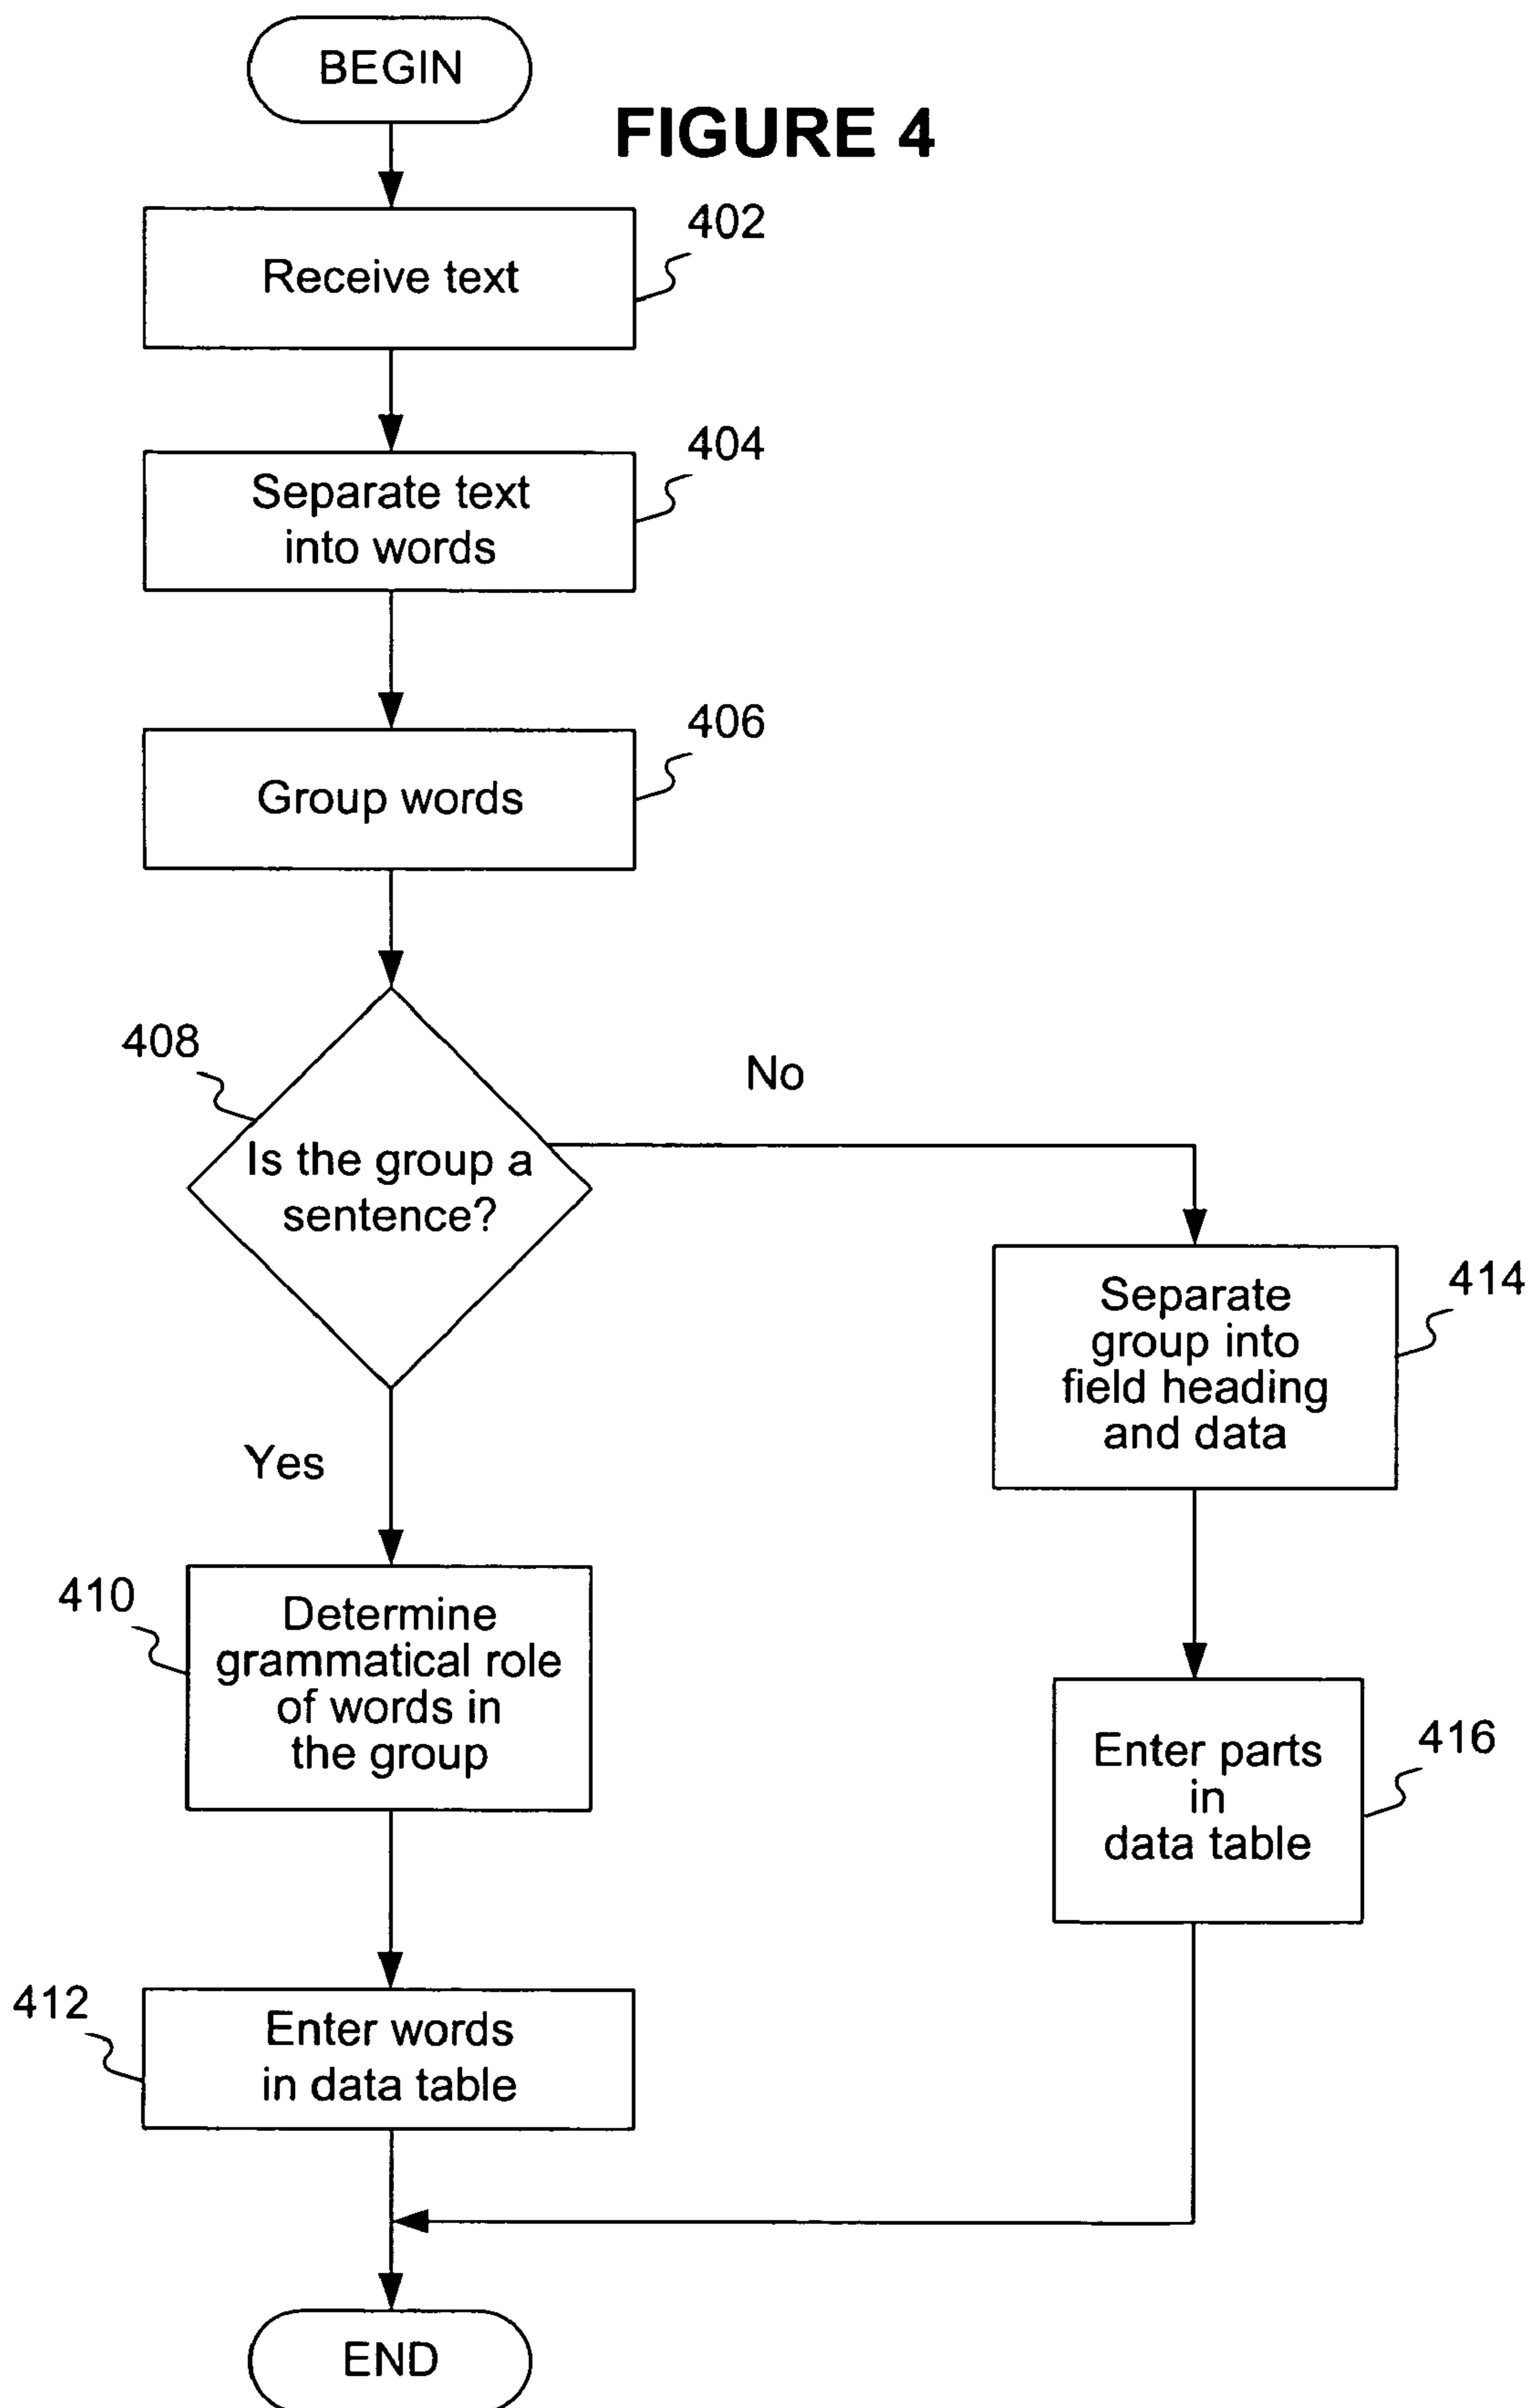 BEGIN
FIGURE 4
402
Receive text
404
Separate text
into words
406
Group words
408
No
Is the group a
sentence?
414
Separate
group into
field heading
and data
Yes
410
Determine
grammatical role
of words in
the group
416
Enter parts
in
data table
412
Enter words
in data table
END